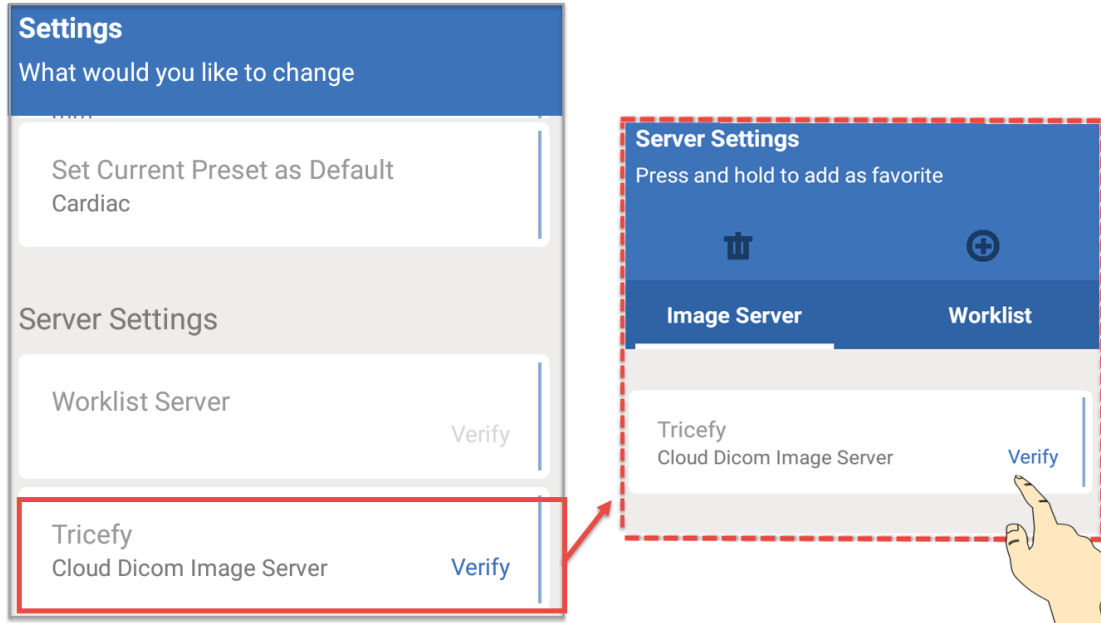 Settings
What would you like to change
Set Current Preset as Default
Cardiac
Server Settings
Worklist Server
Verify
Tricefy
Cloud Dicom Image Server
Verify
Server Settings
Press and hold to add as favorite
Image Server
Worklist
Tricefy
Cloud Dicom Image Server
Verify